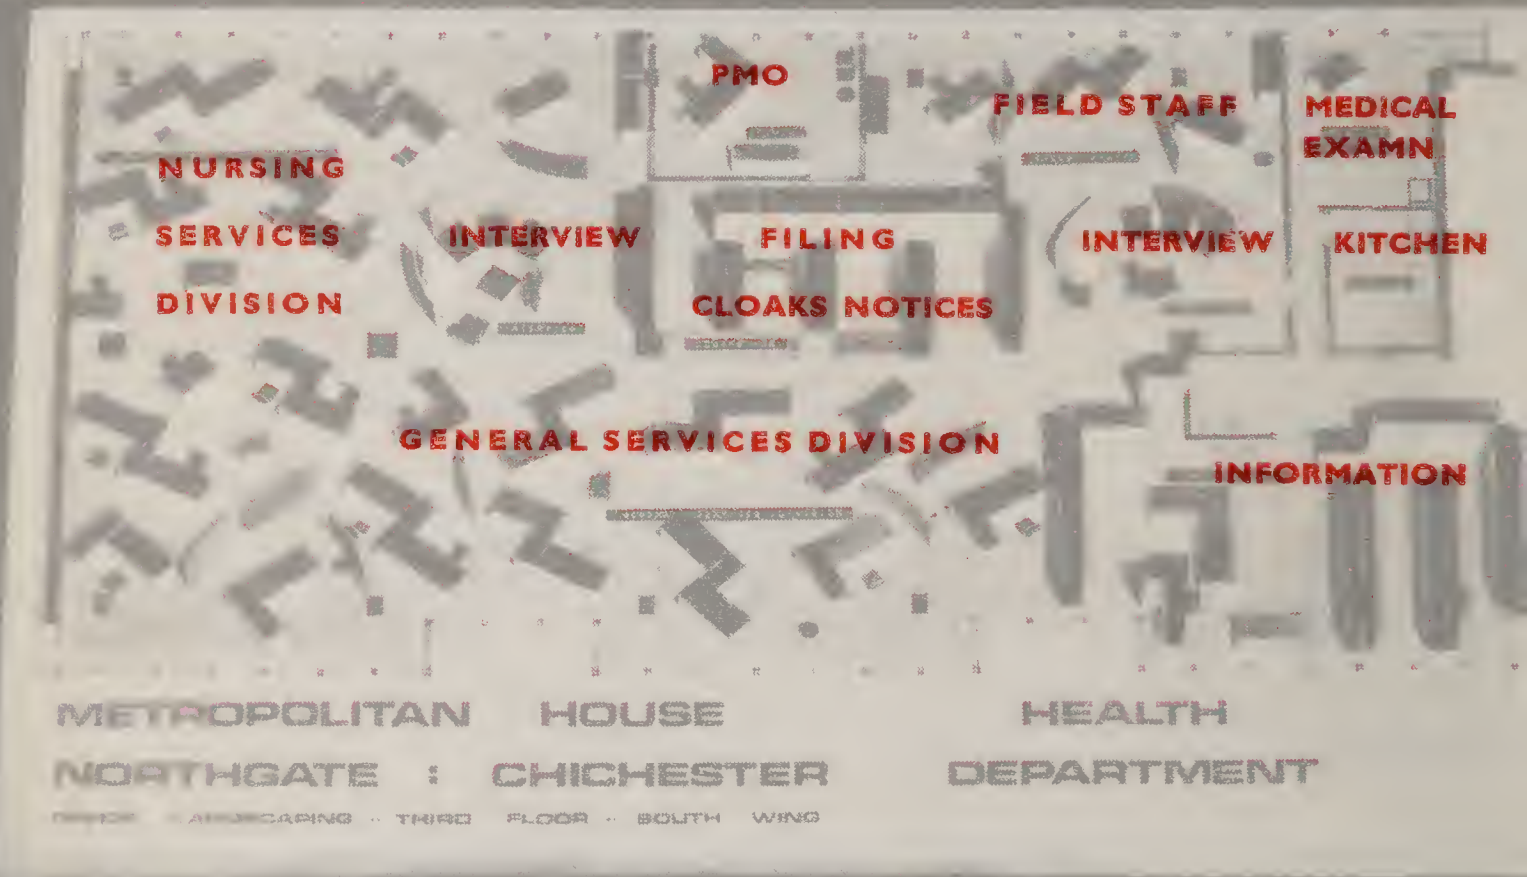 PMO
FIELD STAFF
MEDICAL
EXAMN
NURSING
SERVICES
DIVISION
INTERVIEW
FILING
CLOAKS NOTICES
INTERVIEW
KITCHEN
GENERAL SERVICES DIVISION
INFORMATION
METROPOLITAN HOUSE
NORTHGATE : CHICHESTER
LANDSCAPING · THIRD FLOOR · SOUTH WING
HEALTH
DEPARTMENT